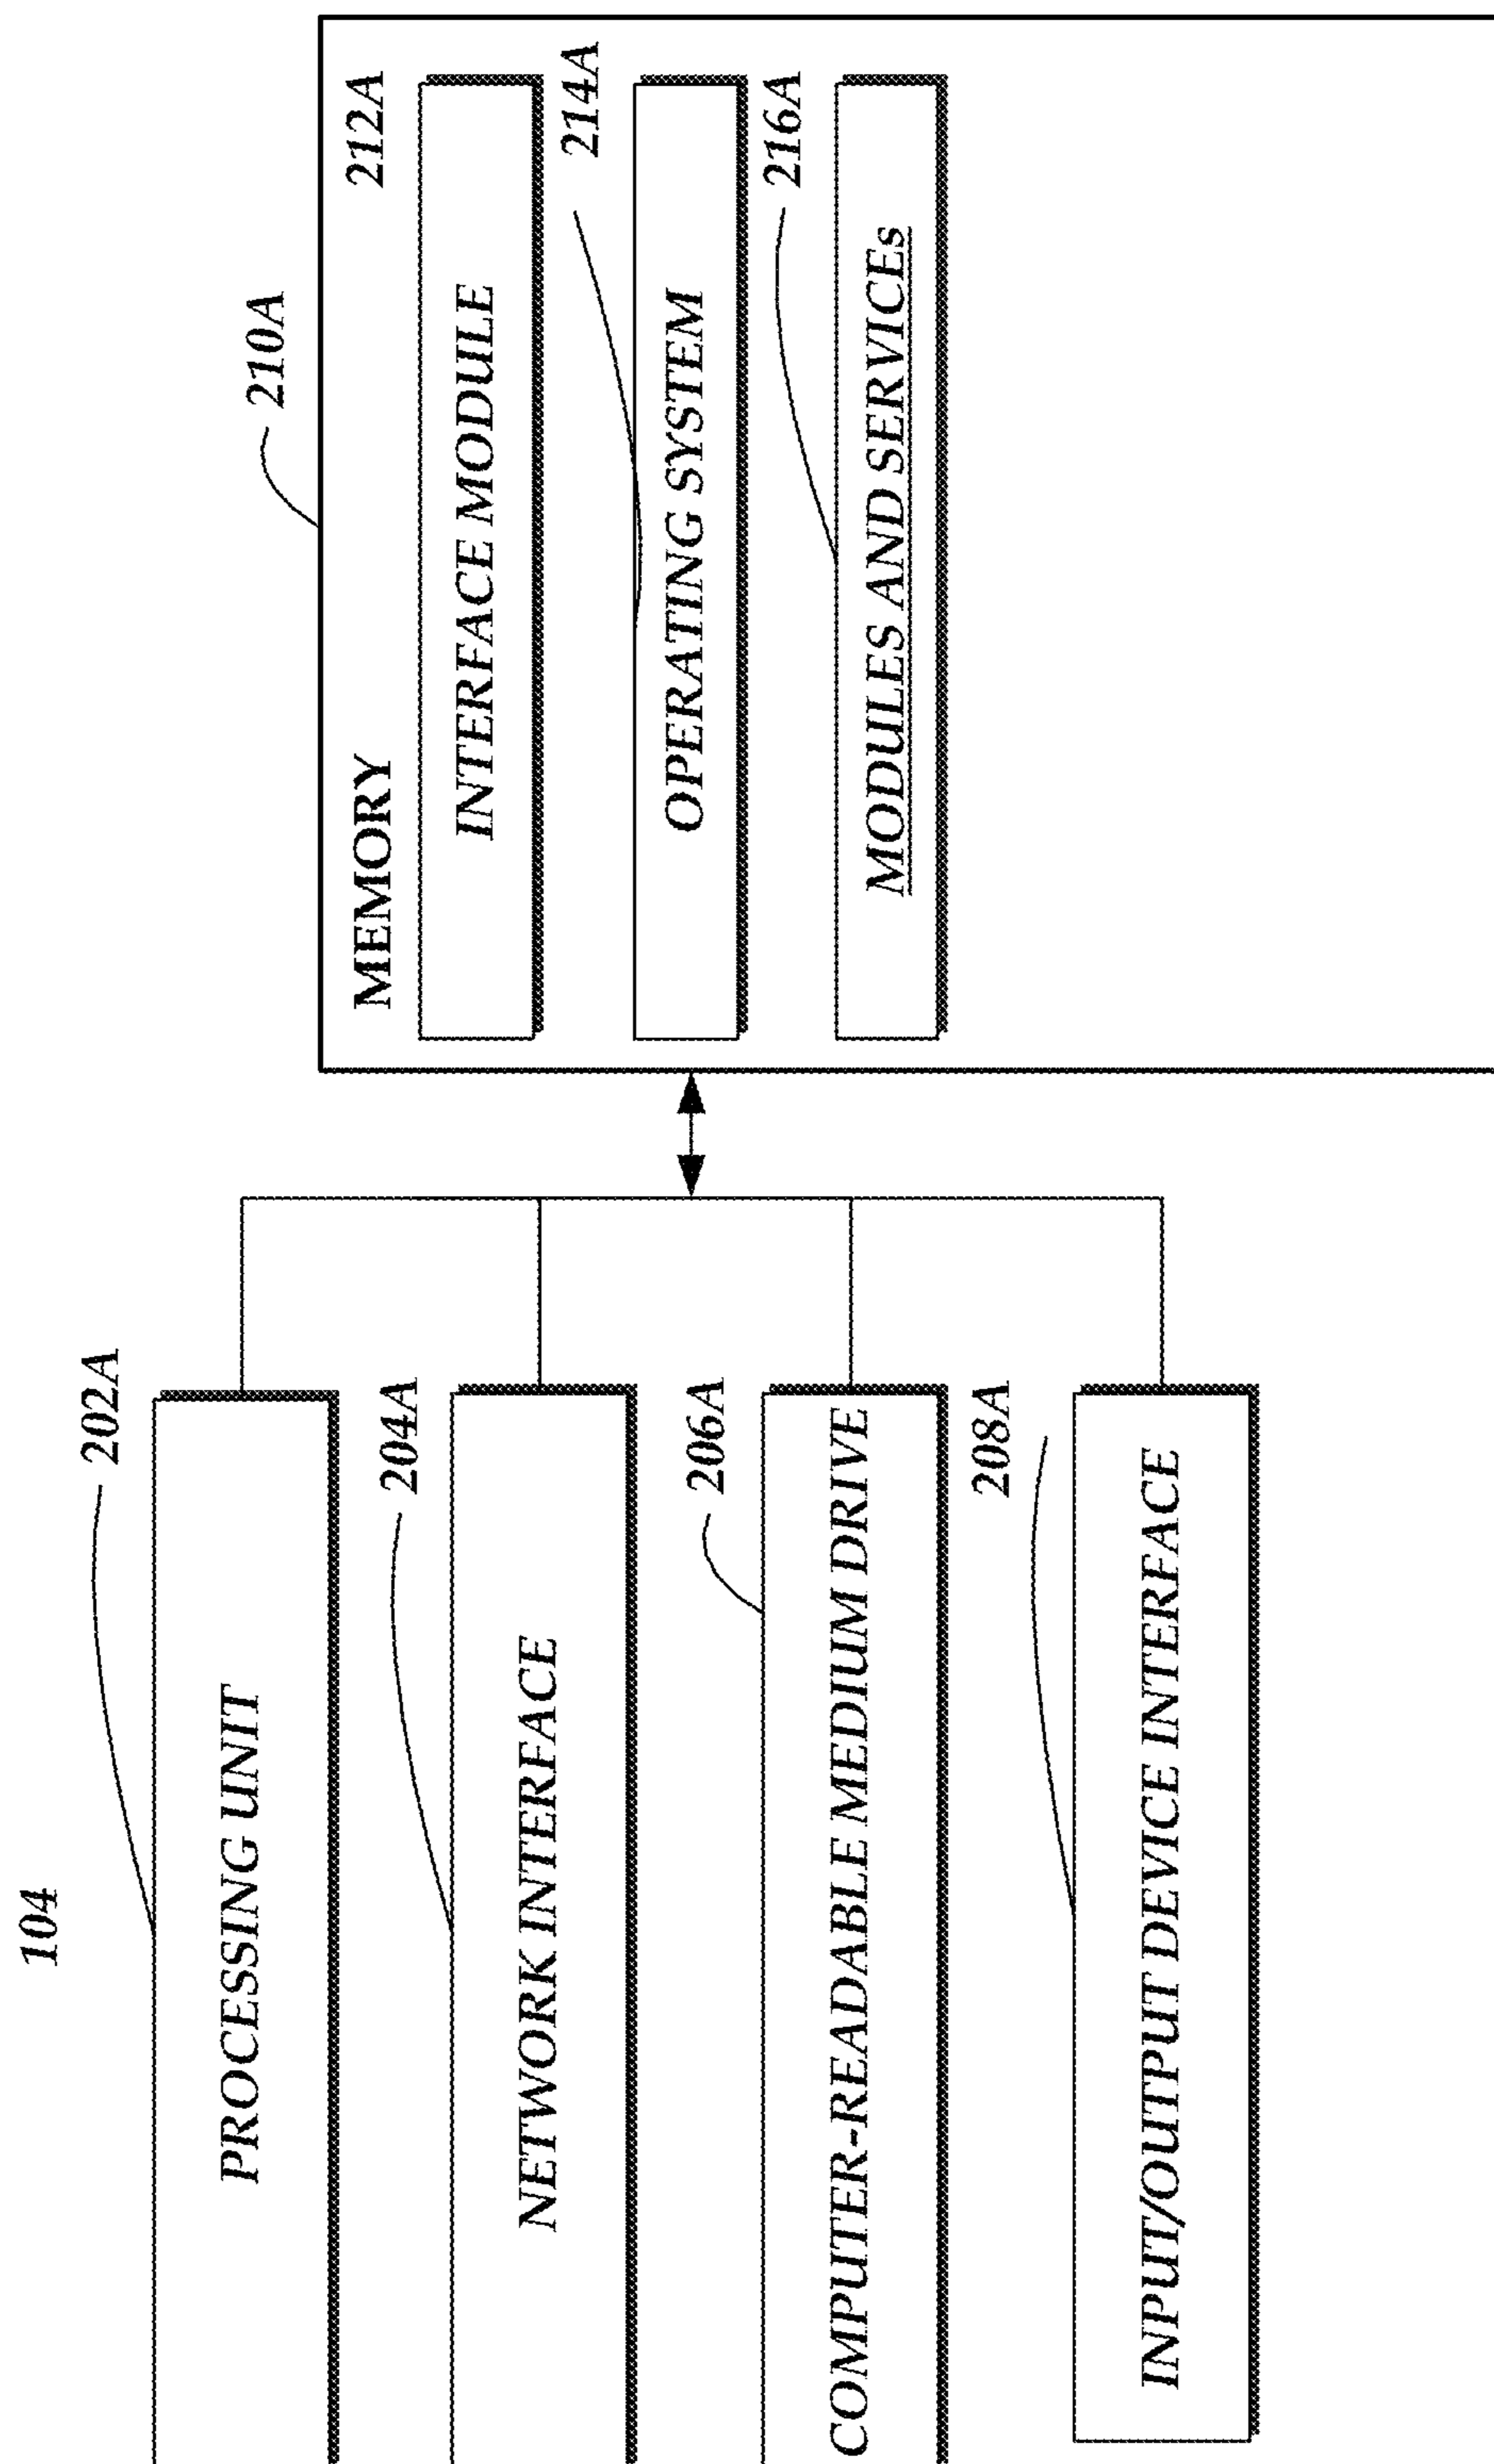 104
202A
PROCESSING UNIT
204A
NETWORK INTERFACE
206A
COMPUTER-READABLE MEDIUM DRIVE
208A
INPUT/OUTPUT DEVICE INTERFACE
210A
MEMORY
212A
INTERFACE MODULE
214A
OPERATING SYSTEM
216A
MODULES AND SERVICEs